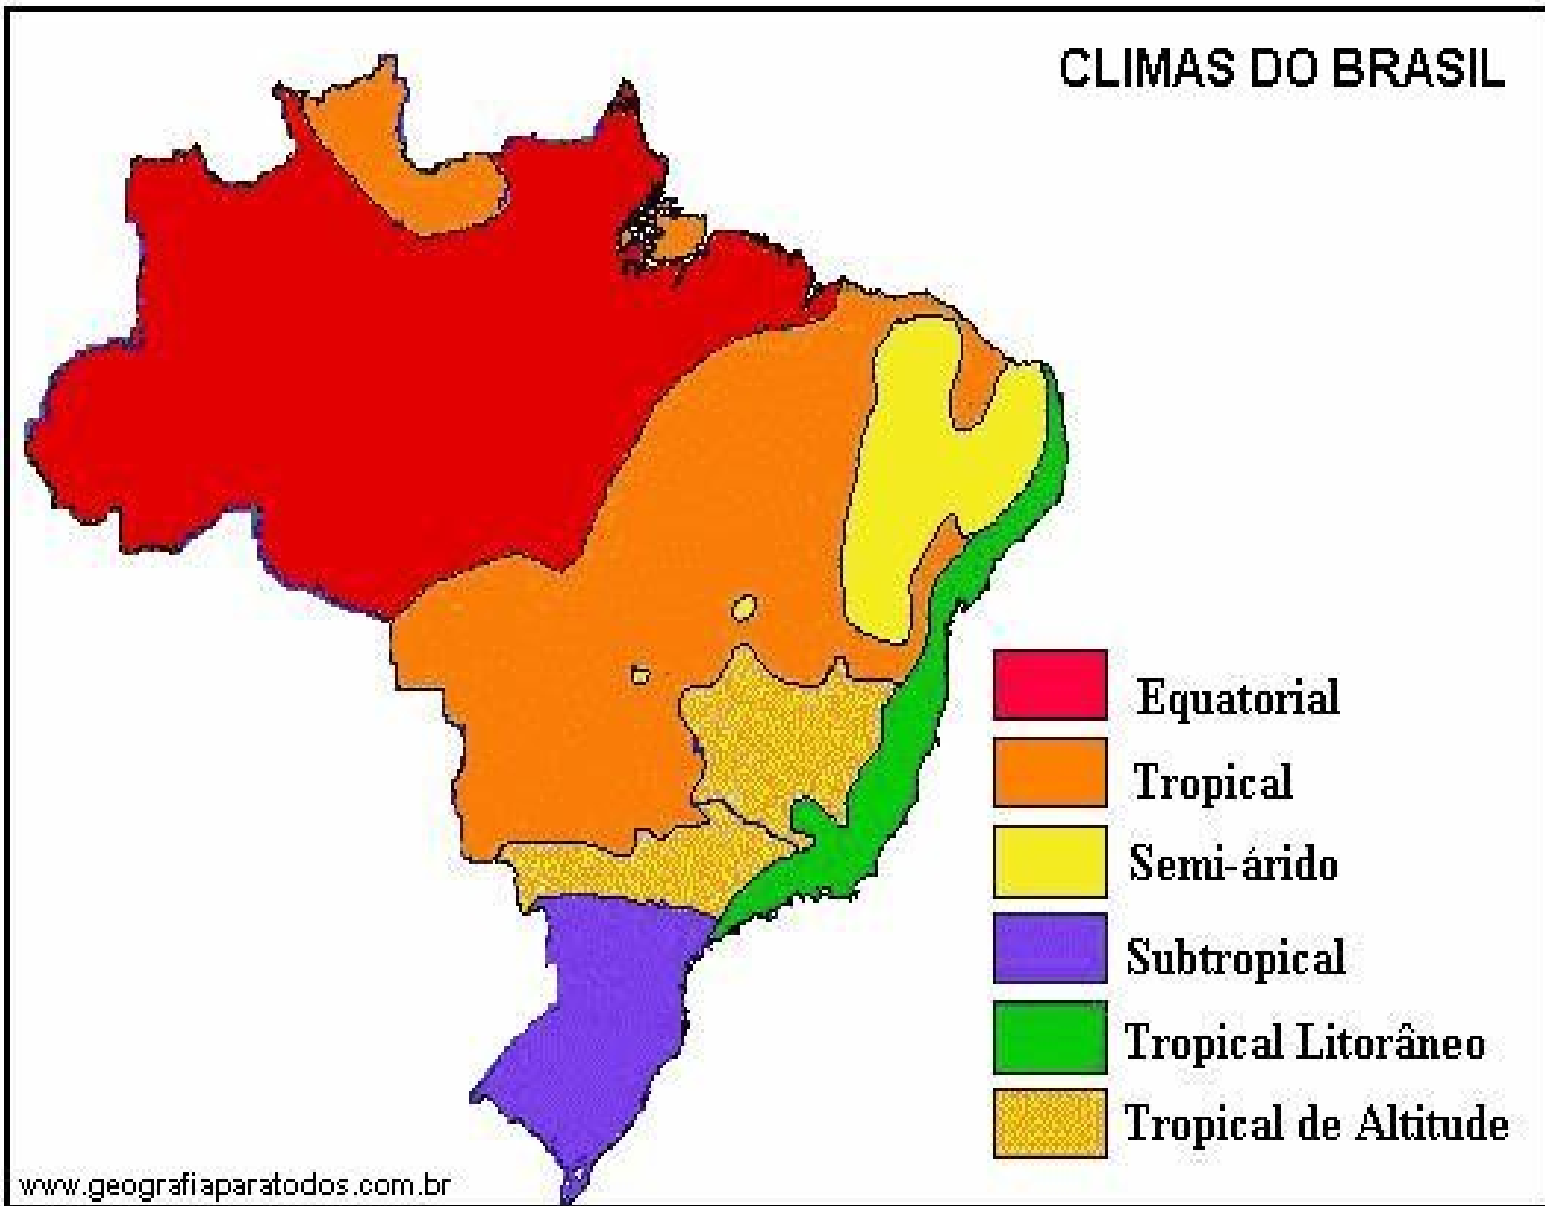 CLIMAS DO BRASIL
Equatorial
Tropical
Semi-árido
Subtropical
Tropical Litorâneo
Tropical de Altitude
www.geografiaparatodos.com.br